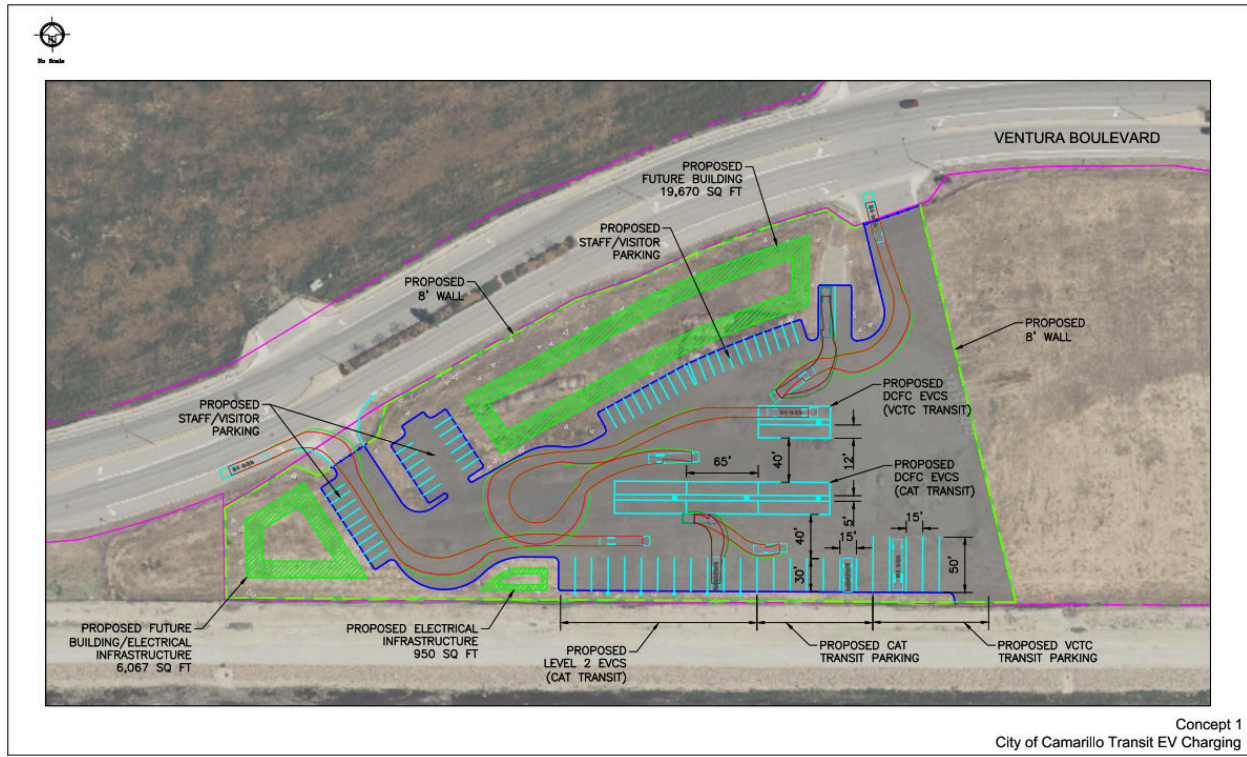 N
No Scale
VENTURA BOULEVARD
PROPOSED
FUTURE BUILDING
19,670 SQ FT
PROPOSED
STAFF/VISITOR
PARKING
PROPOSED
8' WALL
PROPOSED
8' WALL
PROPOSED
DCFC EVCS
(VCTC TRANSIT)
PROPOSED
STAFF/VISITOR
PARKING
65'
40'
12'
PROPOSED
DCFC EVCS
(CAT TRANSIT)
5'
15'
40'
15'
30'
50'
PROPOSED FUTURE
BUILDING/ELECTRICAL
INFRASTRUCTURE
6,067 SQ FT
PROPOSED ELECTRICAL
INFRASTRUCTURE
950 SQ FT
PROPOSED
LEVEL 2 EVCS
(CAT TRANSIT)
PROPOSED CAT
TRANSIT PARKING
PROPOSED VCTC
TRANSIT PARKING
Concept 1
City of Camarillo Transit EV Charging